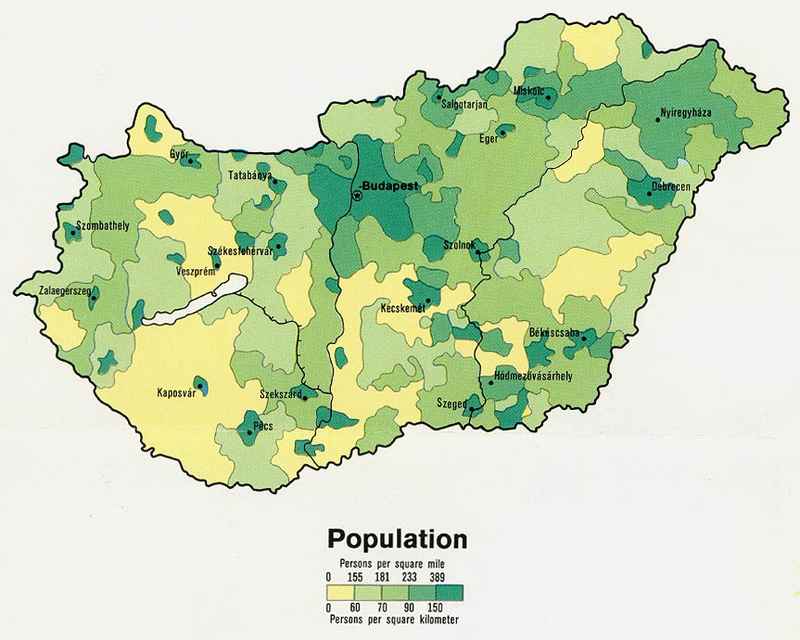 Salgotarjan
Miskolc
Nyíregyháza
Eger
Győr
Tatabánya
Budapest
Debrecen
Szombathely
Székesfehérvár
Szolnok
Veszprém
Zalaegerszeg
Kecskemét
Békéscsaba
Kaposvár
Szekszárd
Hódmezővásárhely
Szeged
Pécs
Population
Persons per square mile
0 155 181 233 389
0 60 70 90 150
Persons per square kilometer